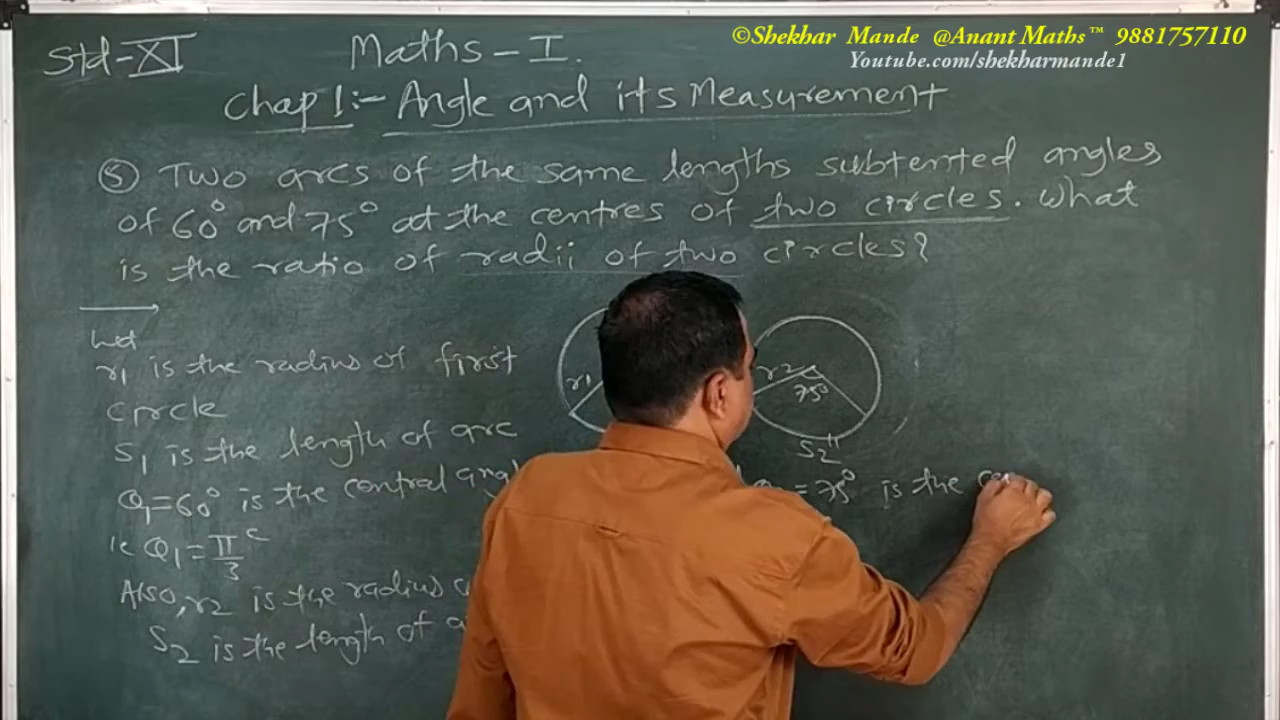 ©Shekhar Mande @Anant Maths™ 9881757110
Youtube.com/shekharmande1
Std-XI Maths-I.
Chap 1:- Angle and its Measurement
⑤ Two arcs of the same lengths subtented angles
of 60° and 75° at the centres of two circles. What
is the ratio of radii of two circles?
Let
r1 is the radius of first
circle
S1 is the length of arc
θ1=60° is the central angl
ie θ1=π/3 c
Also, r2 is the radius
S2 is the length of
r1
r2
75°
S2
= 75° is the cen